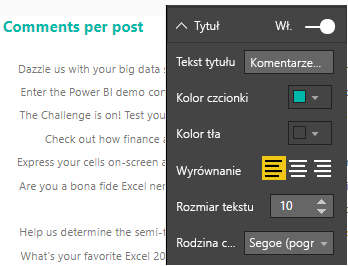 Comments per post
Dazzle us with your big data s
Enter the Power BI demo con
The Challenge is On! Test you
Check out how finance a
Express your cells on-screen a
Are you a bona fide Excel ner
Help us determine the semi-f
What's your favorite Excel 20
Tytuł Wł.
Tekst tytułu Komentarze...
Kolor czcionki
Kolor tła
Wyrównanie
Rozmiar tekstu 10
Rodzina c... Segoe (pogr